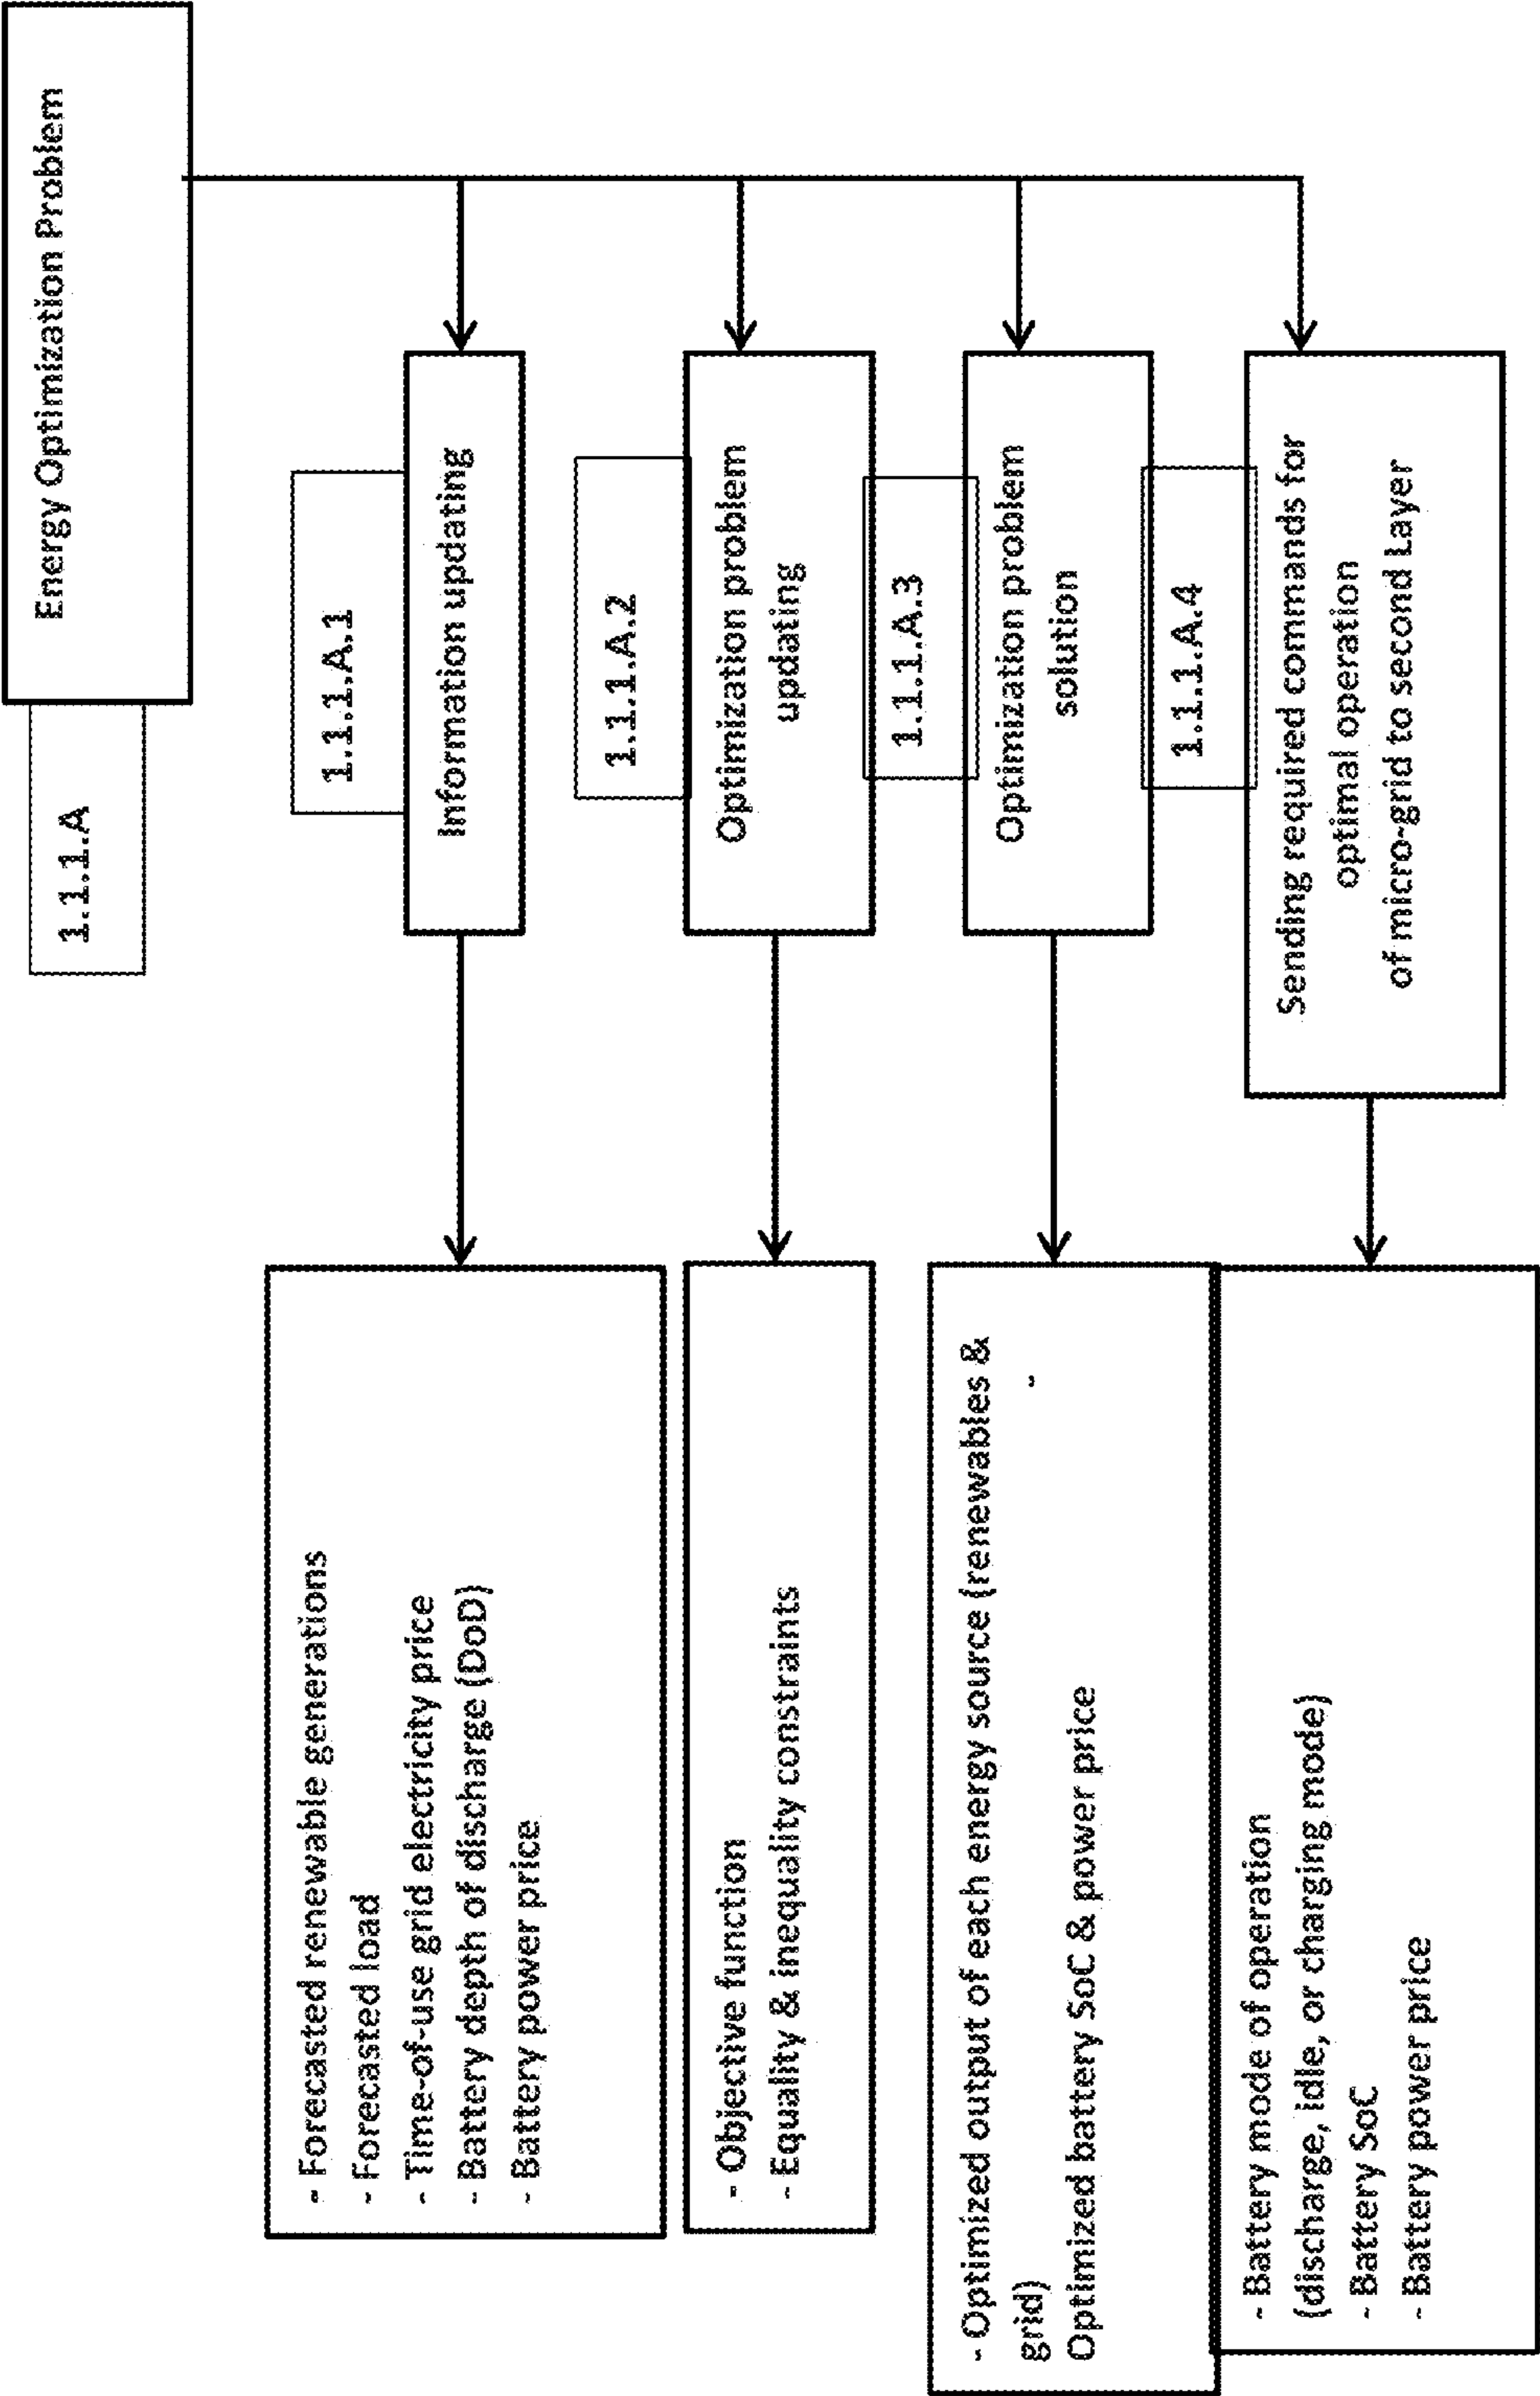 1.1.1.A
Energy Optimization Problem
1.1.1.A.1
Information updating
- Forecasted renewable generations
- Forecasted load
- Time-of-use grid electricity price
- Battery depth of discharge (DoD)
- Battery power price
1.1.1.A.2
Optimization problem
updating
- Objective function
- Equality & inequality constraints
1.1.1.A.3
Optimization problem
solution
- Optimized output of each energy source (renewables &
grid) -
Optimized battery SoC & power price
1.1.1.A.4
Sending required commands for
optimal operation
of micro-grid to second Layer
- Battery mode of operation
(discharge, idle, or charging mode)
- Battery SoC
- Battery power price